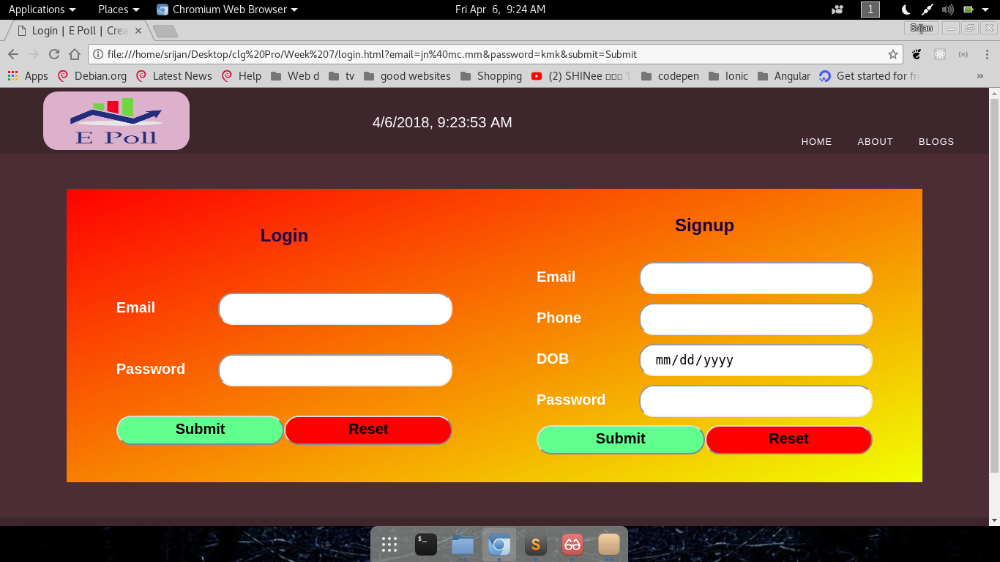 Applications Places Chromium Web Browser Fri Apr 6, 9:24 AM 1
Login | E Poll | Crea Srijan
file:///home/srijan/Desktop/clg%20Pro/Week%207/login.html?email=jn%40mc.mm&password=kmk&submit=Submit
Apps Debian.org Latest News Help Web d tv good websites Shopping (2) SHINee codepen Ionic Angular Get started for fr »
E Poll
4/6/2018, 9:23:53 AM
HOME ABOUT BLOGS
Login
Email
Password
Submit Reset
Signup
Email
Phone
DOB mm/dd/yyyy
Password
Submit Reset